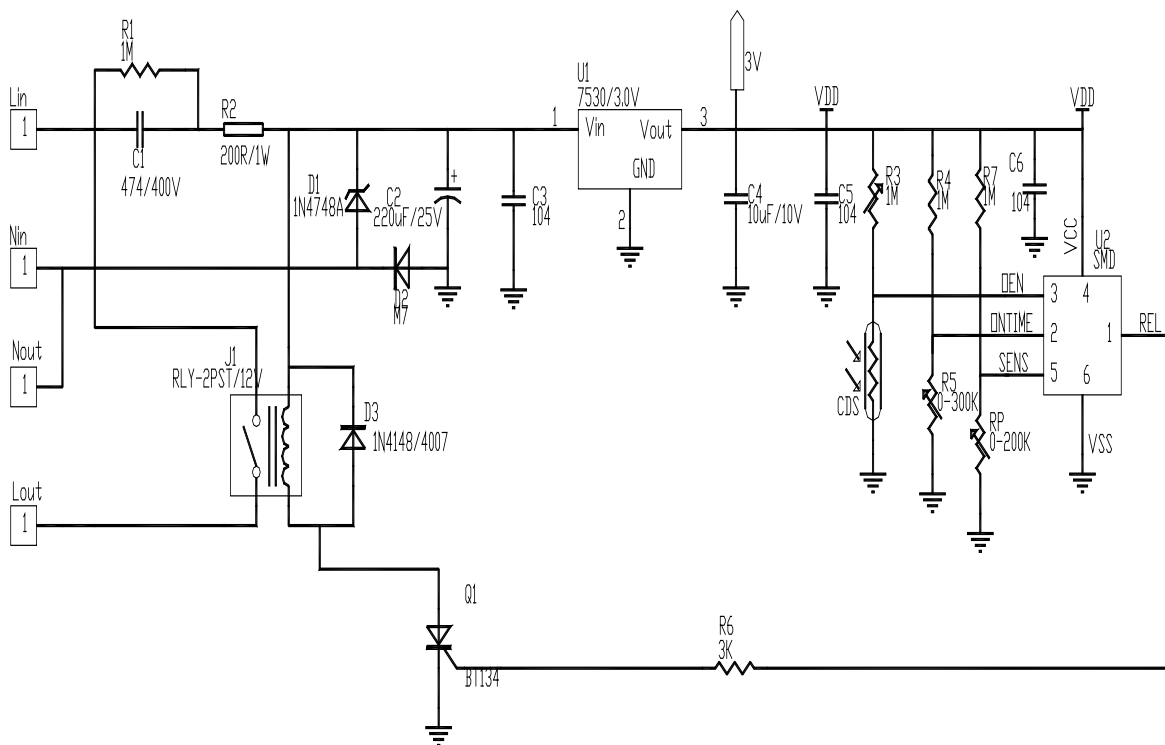 R1
1M
3V
U1
7530/3.0V
Lin
1
R2
200R/1W
C1
474/400V
1
Vin
Vout
GND
3
2
VDD
VDD
D1
1N4748A
C2
220uF/25V
+
C3
104
C4
10uF/10V
C5
104
R3
1M
R4
1M
R7
1M
C6
104
VCC
U2
SMD
Nin
1
D2
M7
OEN
3
4
ONTIME
2
1
REL
SENS
5
6
Nout
1
J1
RLY-2PST/12V
D3
1N4148/4007
CDS
R5
0-300K
RP
0-200K
VSS
Lout
1
Q1
BT134
R6
3K